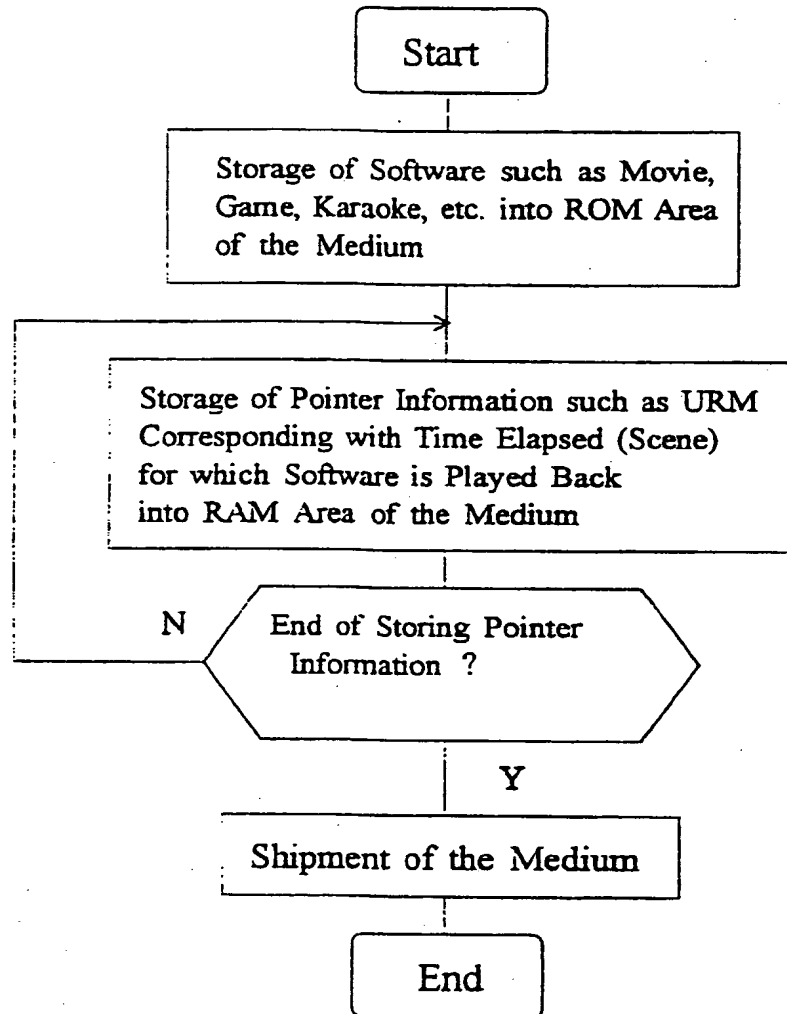 Start
Storage of Software such as Movie,
Game, Karaoke, etc. into ROM Area
of the Medium
Storage of Pointer Information such as URM
Corresponding with Time Elapsed (Scene)
for which Software is Played Back
into RAM Area of the Medium
N
End of Storing Pointer
Information ?
Y
Shipment of the Medium
End